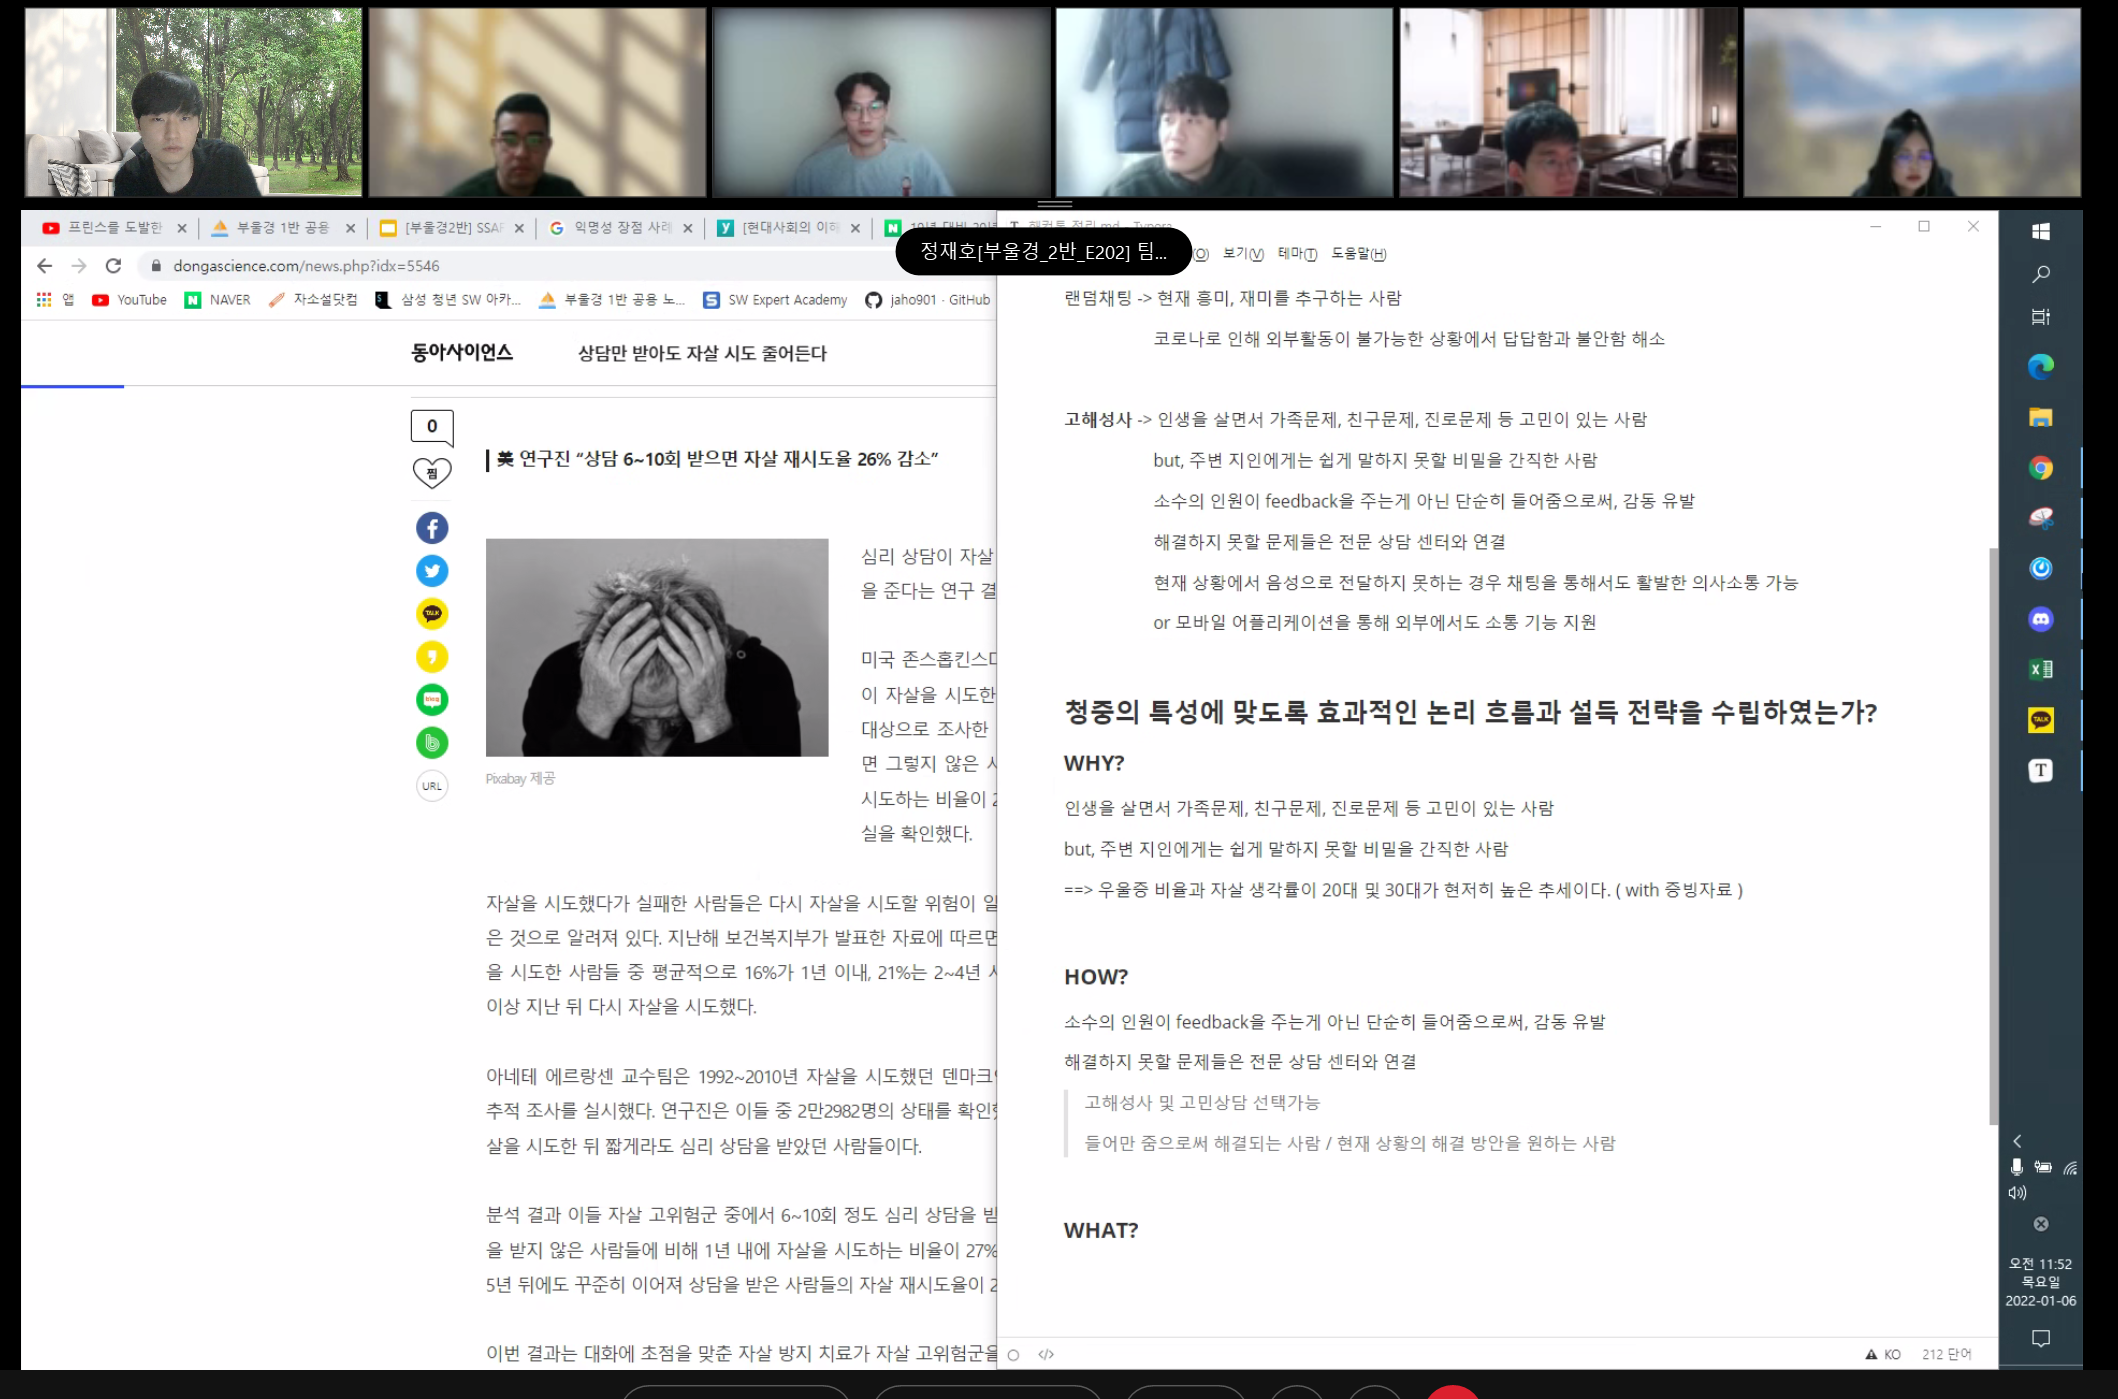 프린스를 도발한
부울경 1반 공용
[부울경2반] SSAF
익명성 장점 사례
[현대사회의 이해
dongascience.com/news.php?idx=5546
앱
YouTube
NAVER
자소설닷컴
삼성 청년 SW 아카...
부울경 1반 공용 노...
SW Expert Academy
jaho901 · GitHub
동아사이언스
상담만 받아도 자살 시도 줄어든다
0
찜
TALK
blog
URL
美 연구진 “상담 6~10회 받으면 자살 재시도율 26% 감소”
Pixabay 제공
심리 상담이 자살
을 준다는 연구 결
미국 존스홉킨스대
이 자살을 시도한
대상으로 조사한
면 그렇지 않은
시도하는 비율이
실을 확인했다.
자살을 시도했다가 실패한 사람들은 다시 자살을 시도할 위험이 일
은 것으로 알려져 있다. 지난해 보건복지부가 발표한 자료에 따르면
을 시도한 사람들 중 평균적으로 16%가 1년 이내, 21%는 2~4년
이상 지난 뒤 다시 자살을 시도했다.
아네테 에르랑센 교수팀은 1992~2010년 자살을 시도했던 덴마크인
추적 조사를 실시했다. 연구진은 이들 중 2만2982명의 상태를 확인했
살을 시도한 뒤 짧게라도 심리 상담을 받았던 사람들이다.
분석 결과 이들 자살 고위험군 중에서 6~10회 정도 심리 상담을 받
을 받지 않은 사람들에 비해 1년 내에 자살을 시도하는 비율이 27%
5년 뒤에도 꾸준히 이어져 상담을 받은 사람들의 자살 재시도율이 2
이번 결과는 대화에 초점을 맞춘 자살 방지 치료가 자살 고위험군을
정재호[부울경_2반_E202] 팀...
(O) 보기(V) 테마(T) 도움말(H)
랜덤채팅 -> 현재 흥미, 재미를 추구하는 사람
코로나로 인해 외부활동이 불가능한 상황에서 답답함과 불안함 해소
고해성사 -> 인생을 살면서 가족문제, 친구문제, 진로문제 등 고민이 있는 사람
but, 주변 지인에게는 쉽게 말하지 못할 비밀을 간직한 사람
소수의 인원이 feedback을 주는게 아닌 단순히 들어줌으로써, 감동 유발
해결하지 못할 문제들은 전문 상담 센터와 연결
현재 상황에서 음성으로 전달하지 못하는 경우 채팅을 통해서도 활발한 의사소통 가능
or 모바일 어플리케이션을 통해 외부에서도 소통 기능 지원
청중의 특성에 맞도록 효과적인 논리 흐름과 설득 전략을 수립하였는가?
WHY?
인생을 살면서 가족문제, 친구문제, 진로문제 등 고민이 있는 사람
but, 주변 지인에게는 쉽게 말하지 못할 비밀을 간직한 사람
==> 우울증 비율과 자살 생각률이 20대 및 30대가 현저히 높은 추세이다. ( with 증빙자료 )
HOW?
소수의 인원이 feedback을 주는게 아닌 단순히 들어줌으로써, 감동 유발
해결하지 못할 문제들은 전문 상담 센터와 연결
고해성사 및 고민상담 선택가능
들어만 줌으로써 해결되는 사람 / 현재 상황의 해결 방안을 원하는 사람
WHAT?
KO
212 단어
TALK
T
오전 11:52
목요일
2022-01-06